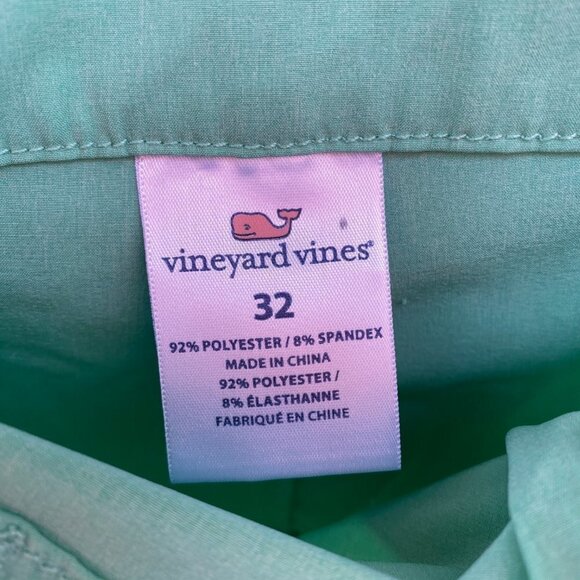 vineyard vines®
32
92% POLYESTER / 8% SPANDEX
MADE IN CHINA
92% POLYESTER /
8% ÉLASTHANNE
FABRIQUÉ EN CHINE